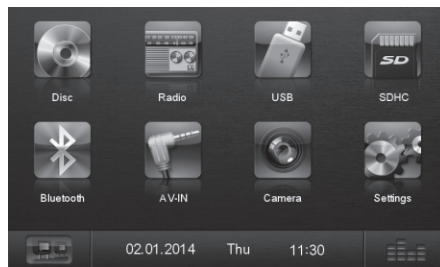 SD
Disc Radio USB SDHC
Bluetooth AV-IN Camera Settings
02.01.2014 Thu 11:30